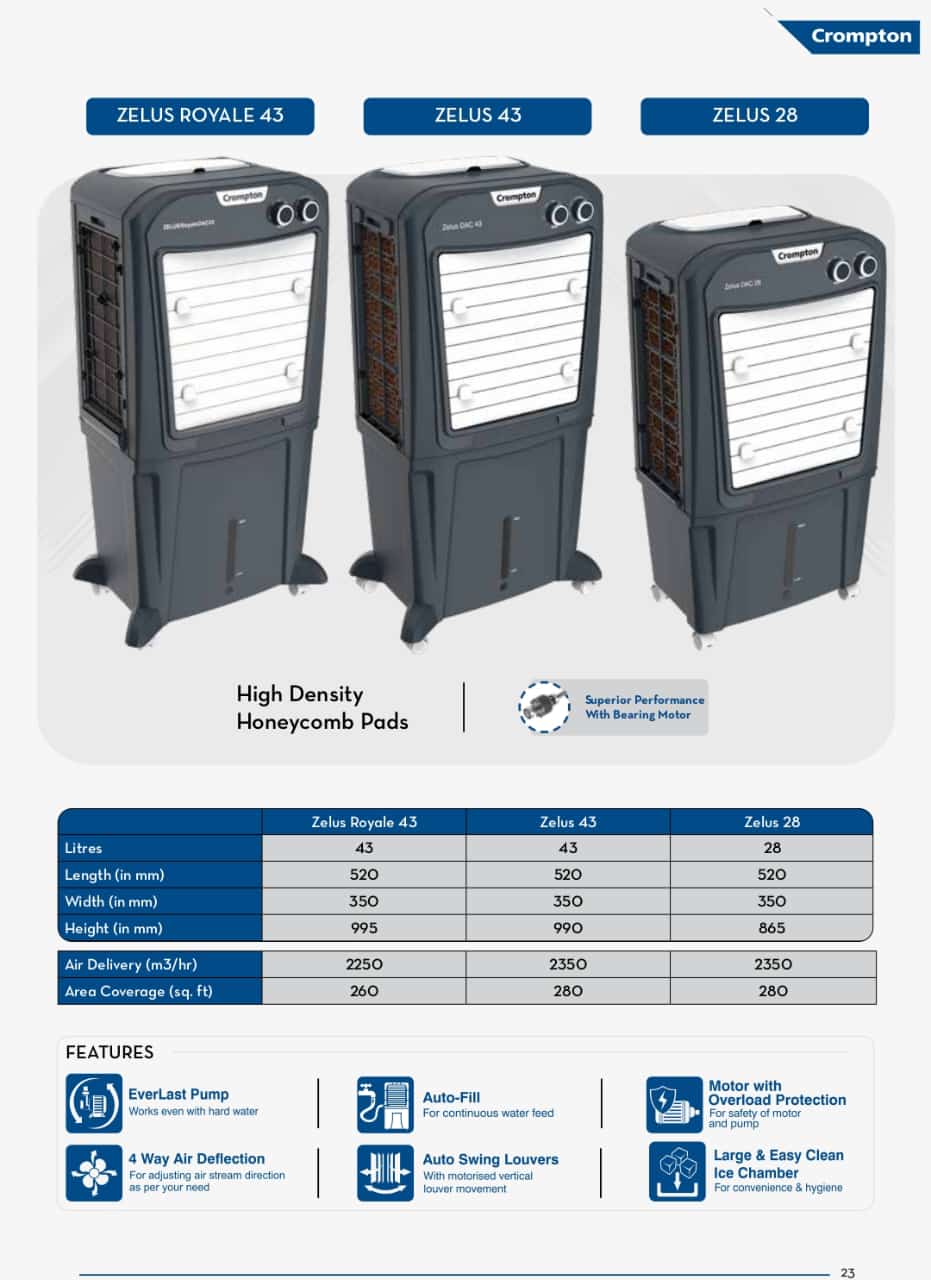 Crompton
ZELUS ROYALE 43
ZELUS 43
ZELUS 28
Crompton
ZELUS Royale DAC43
Crompton
Zelus DAC 43
Crompton
Zelus DAC 28
High Density
Honeycomb Pads
Superior Performance
With Bearing Motor
Zelus Royale 43 Zelus 43 Zelus 28
Litres 43 43 28
Length (in mm) 520 520 520
Width (in mm) 350 350 350
Height (in mm) 995 990 865
Air Delivery (m3/hr) 2250 2350 2350
Area Coverage (sq. ft) 260 280 280
FEATURES
EverLast Pump
Works even with hard water
Auto-Fill
For continuous water feed
Motor with
Overload Protection
For safety of motor
and pump
4 Way Air Deflection
For adjusting air stream direction
as per your need
Auto Swing Louvers
With motorised vertical
louver movement
Large & Easy Clean
Ice Chamber
For convenience & hygiene
23